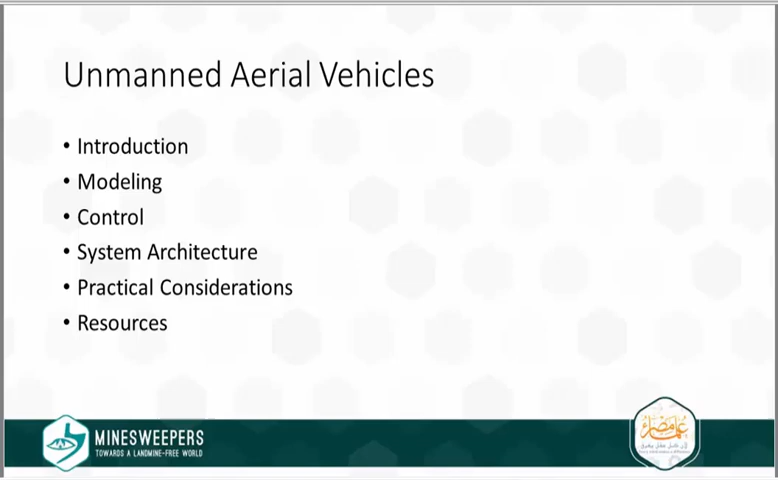 Unmanned Aerial Vehicles
• Introduction
• Modeling
• Control
• System Architecture
• Practical Considerations
• Resources
MINESWEEPERS
TOWARDS A LANDMINE-FREE WORLD